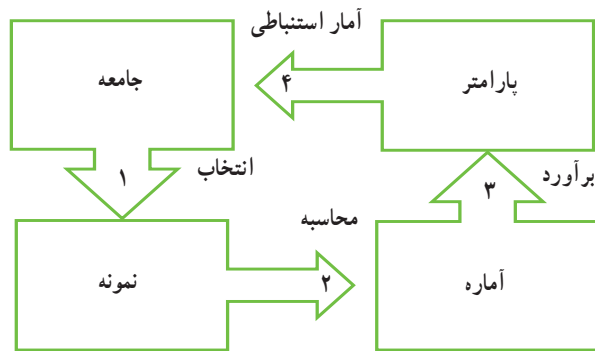 آمار استنباطی
پارامتر
۴
جامعه
برآورد
۳
انتخاب
۱
محاسبه
آماره
۲
نمونه